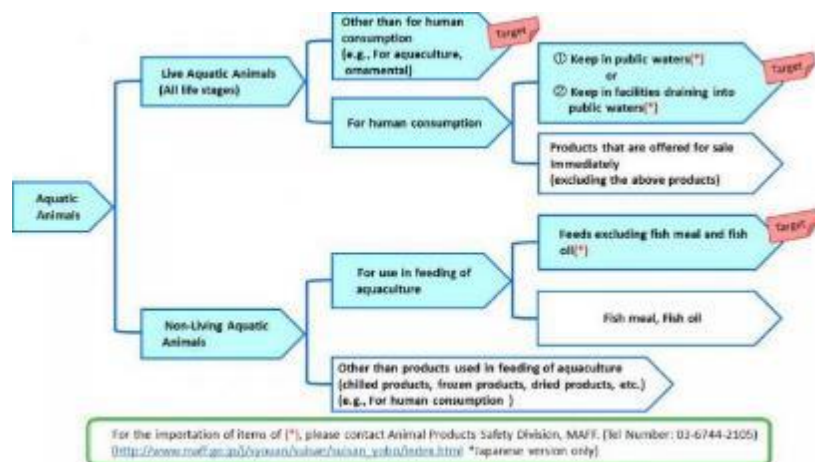 Other than for human
consumption
(e.g., For aquaculture,
ornamental)
Target
Live Aquatic Animals
(All life stages)
① Keep in public waters(*)
or
② Keep in facilities draining into
public waters(*)
Target
For human consumption
Products that are offered for sale
Immediately
(excluding the above products)
Aquatic
Animals
Feeds excluding fish meal and fish
oil(*)
Target
For use in feeding of
aquaculture
Fish meal, Fish oil
Non-Living Aquatic
Animals
Other than products used in feeding of aquaculture
(chilled products, frozen products, dried products, etc.)
(e.g., For human consumption )
For the importation of items of (*), please contact Animal Products Safety Division, MAFF. (Tel Number: 03-6744-2105)
*Japanese version only)